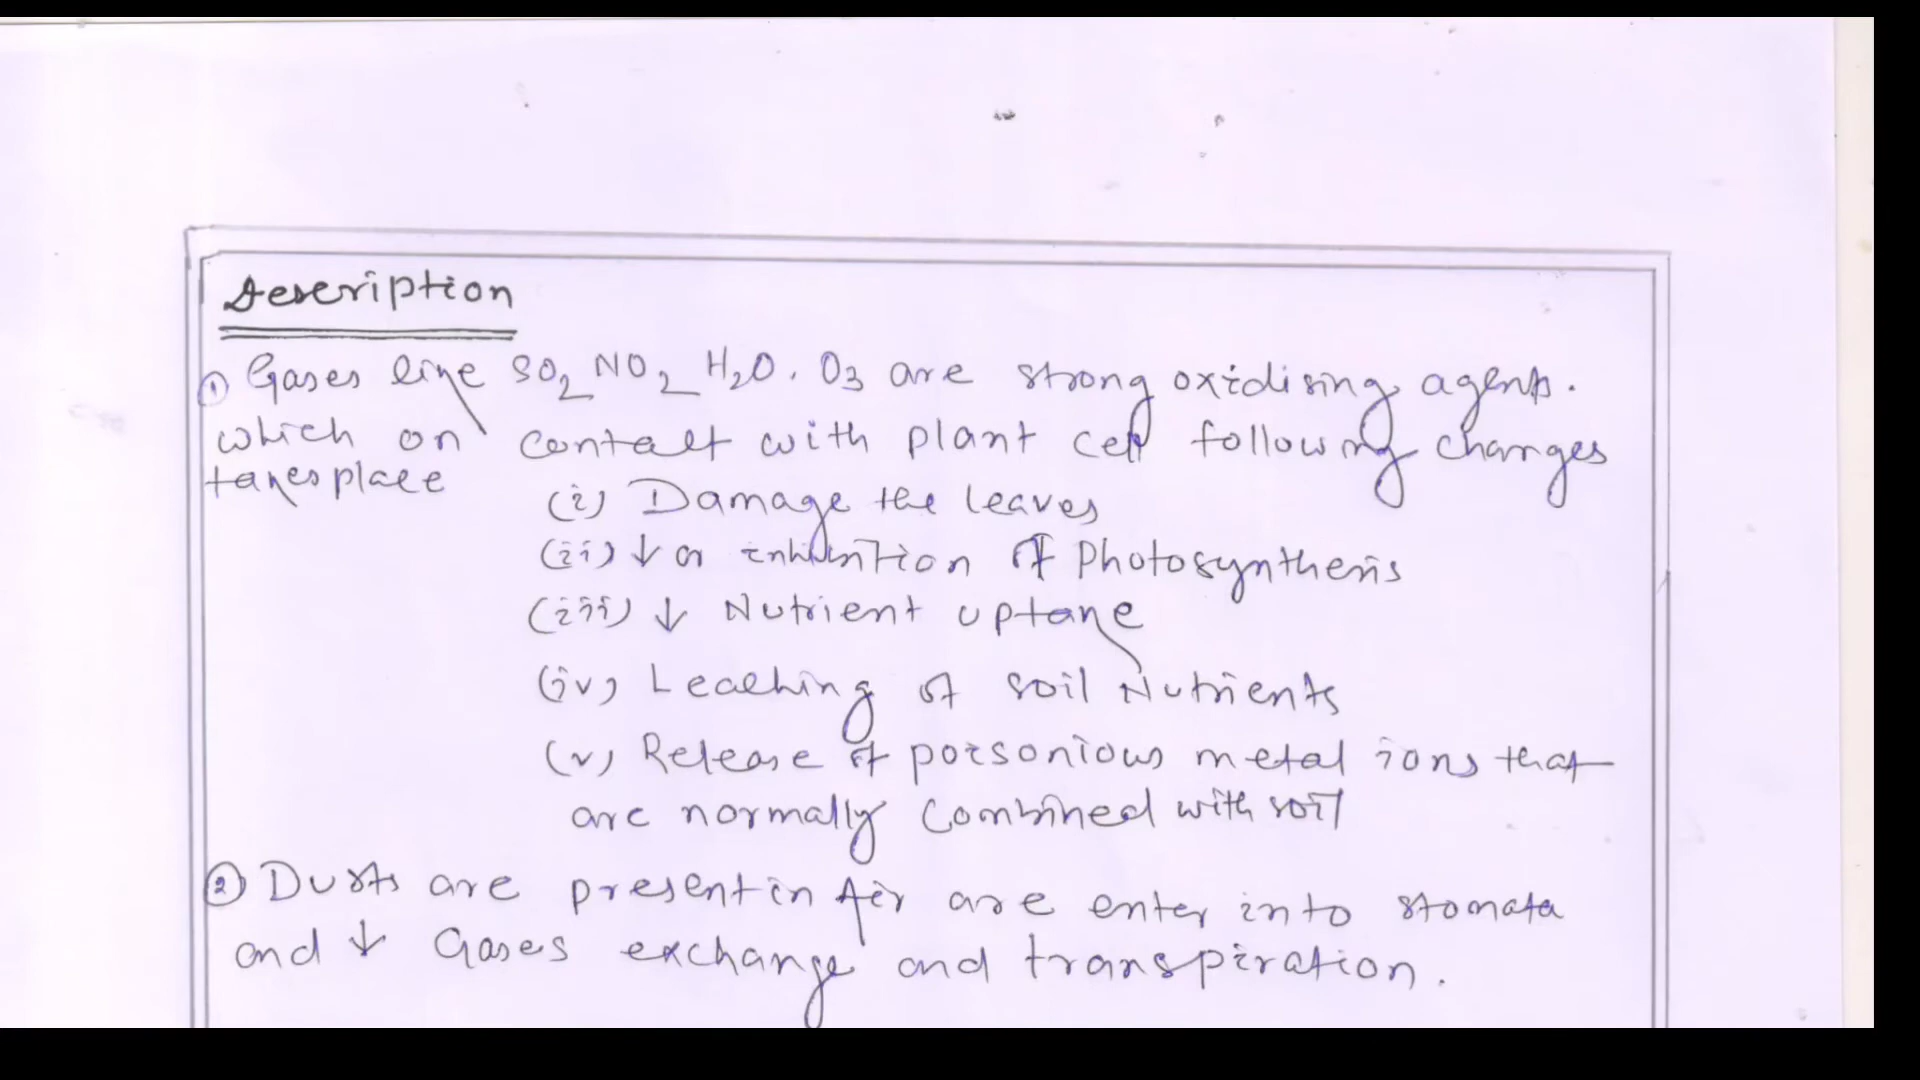 Description
① Gases like SO2 NO2 H2O. O3 are strong oxidising agents.
which on contact with plant cell following changes
takes place
(i) Damage the leaves
(ii) ↓ or inhibition of Photosynthesis
(iii) ↓ Nutrient uptake
(iv) Leaching of soil Nutrients
(v) Release of poisonious metal ions that
are normally combined with soil
② Dusts are present in Air are enter into stomata
and ↓ Gases exchange and transpiration.